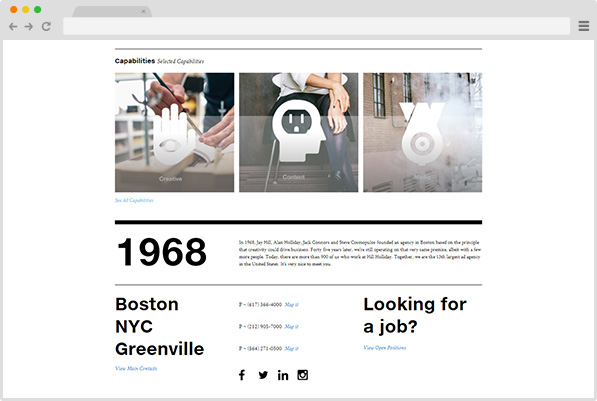 Capabilities Selected Capabilities
Creative
Content
See All Capabilities
1968
In 1968, Jay Hill, Alan Holliday, Jack Connors and Steve Cosmopulos founded an agency in Boston based on the principle
that creativity could drive business. Forty five years later, we're still operating on that very same premise, albeit with a few
more people. Today, there are more than 900 of us who work at Hill Holliday. Together, we are the 15th largest ad agency
in the United States. It's very nice to meet you.
Boston
NYC
Greenville
View Main Contacts
P ~ (617) 366-4000 Map it
P ~ (212) 905-7000 Map it
P ~ (864) 271-0500 Map it
Looking for
a job?
View Open Positions